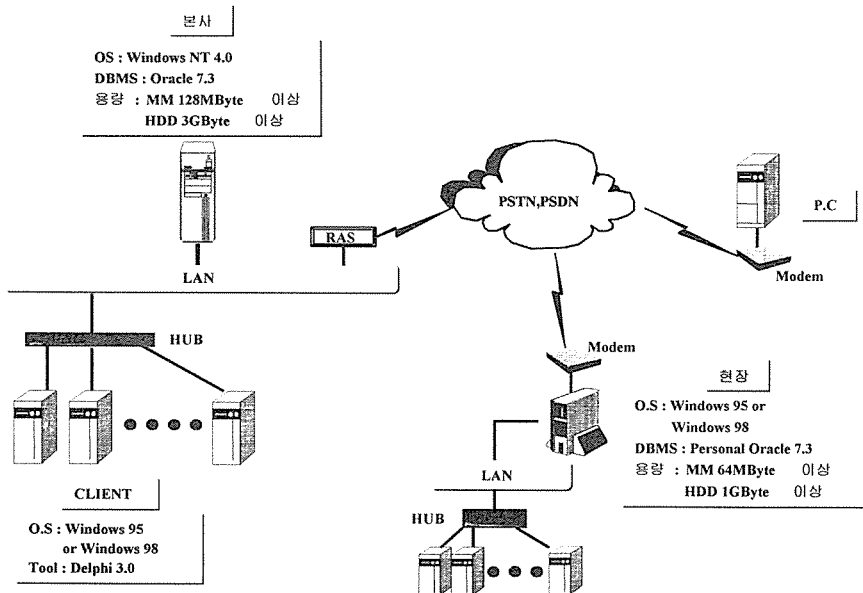 본사
OS : Windows NT 4.0
DBMS : Oracle 7.3
용량 : MM 128MByte 이상
HDD 3GByte 이상
PSTN,PSDN
P.C
RAS
LAN
Modem
HUB
Modem
현장
O.S : Windows 95 or
Windows 98
DBMS : Personal Oracle 7.3
용량 : MM 64MByte 이상
HDD 1GByte 이상
LAN
CLIENT
HUB
O.S : Windows 95
or Windows 98
Tool : Delphi 3.0